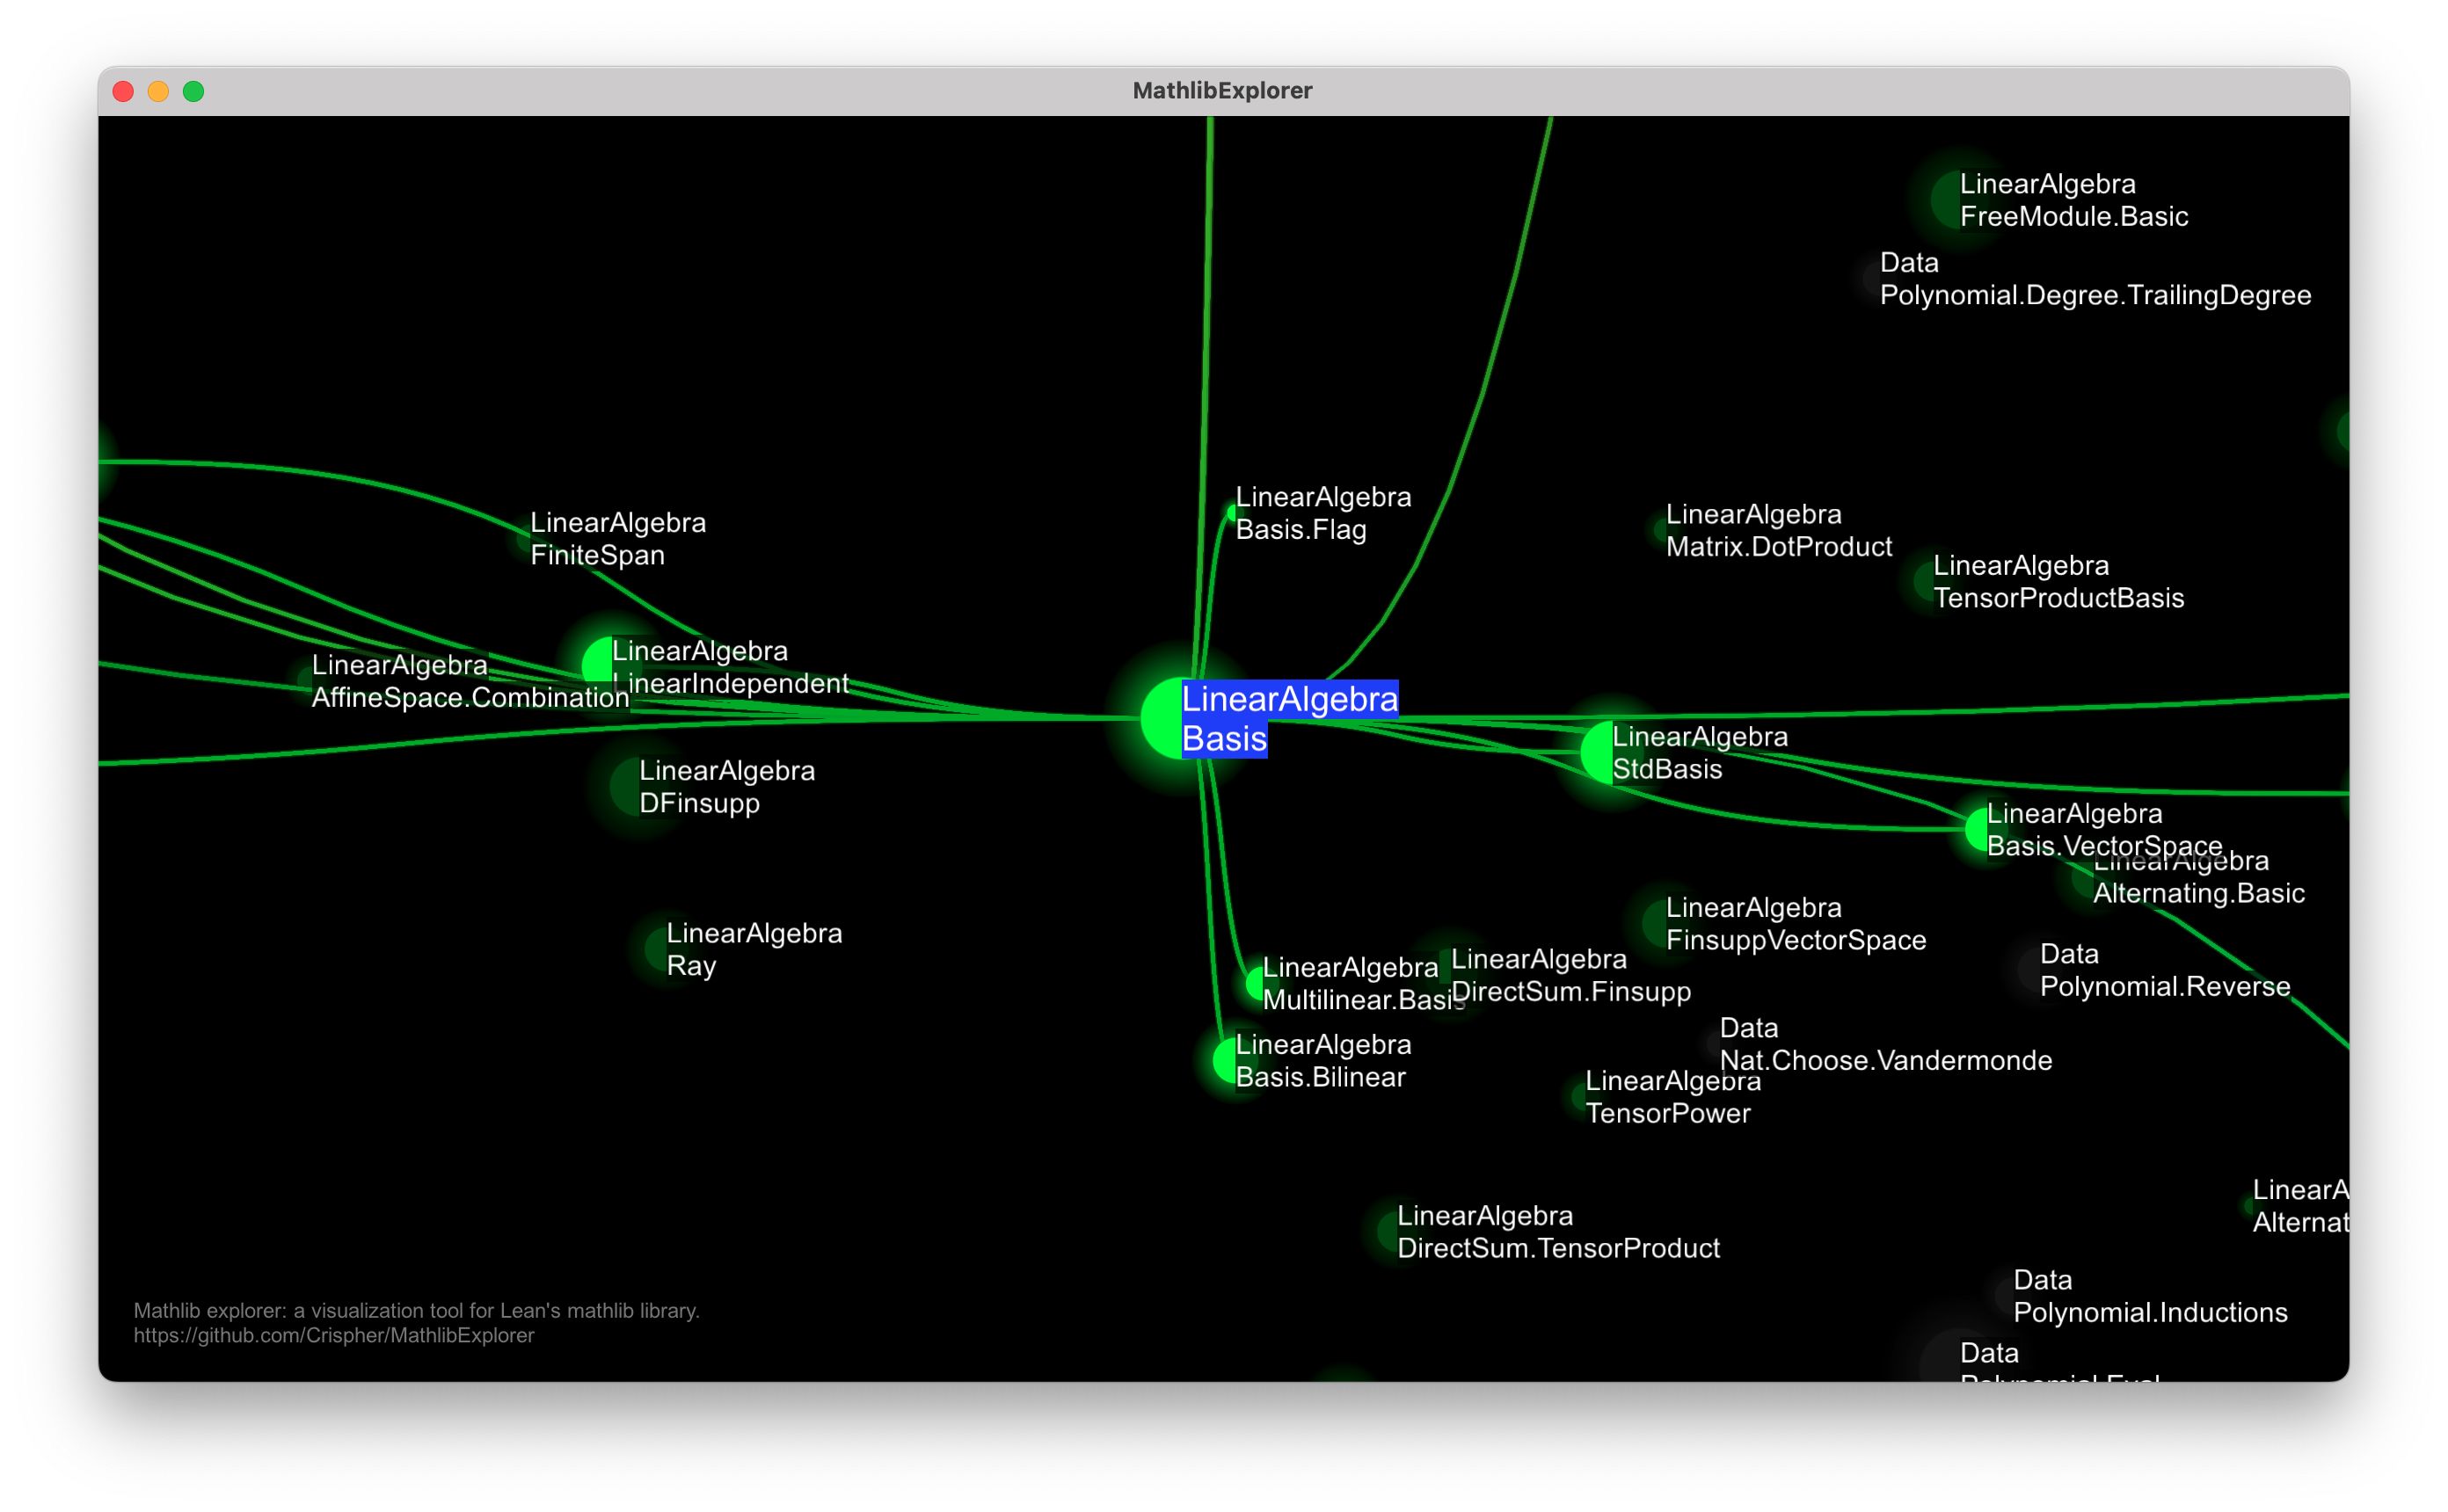 MathlibExplorer
LinearAlgebra
FreeModule.Basic
Data
Polynomial.Degree.TrailingDegree
LinearAlgebra
Basis.Flag
LinearAlgebra
FiniteSpan
LinearAlgebra
Matrix.DotProduct
LinearAlgebra
TensorProductBasis
LinearAlgebra
LinearIndependent
LinearAlgebra
AffineSpace.Combination
LinearAlgebra
Basis
LinearAlgebra
StdBasis
LinearAlgebra
DFinsupp
LinearAlgebra
Basis.VectorSpace
LinearAlgebra
Alternating.Basic
LinearAlgebra
FinsuppVectorSpace
LinearAlgebra
Ray
Data
Polynomial.Reverse
LinearAlgebra
DirectSum.Finsupp
LinearAlgebra
Multilinear.Basis
Data
Nat.Choose.Vandermonde
LinearAlgebra
Basis.Bilinear
LinearAlgebra
TensorPower
LinearA
Alternat
LinearAlgebra
DirectSum.TensorProduct
Data
Polynomial.Inductions
Mathlib explorer: a visualization tool for Lean's mathlib library.
https://github.com/Crispher/MathlibExplorer
Data